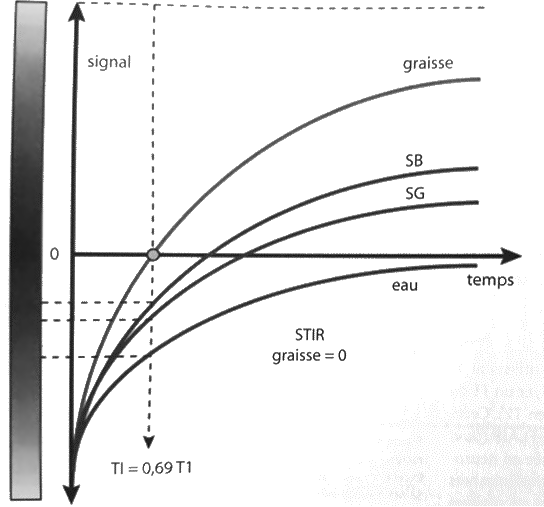 signal
graisse
SB
SG
0
temps
eau
STIR
graisse = 0
TI = 0,69 T1